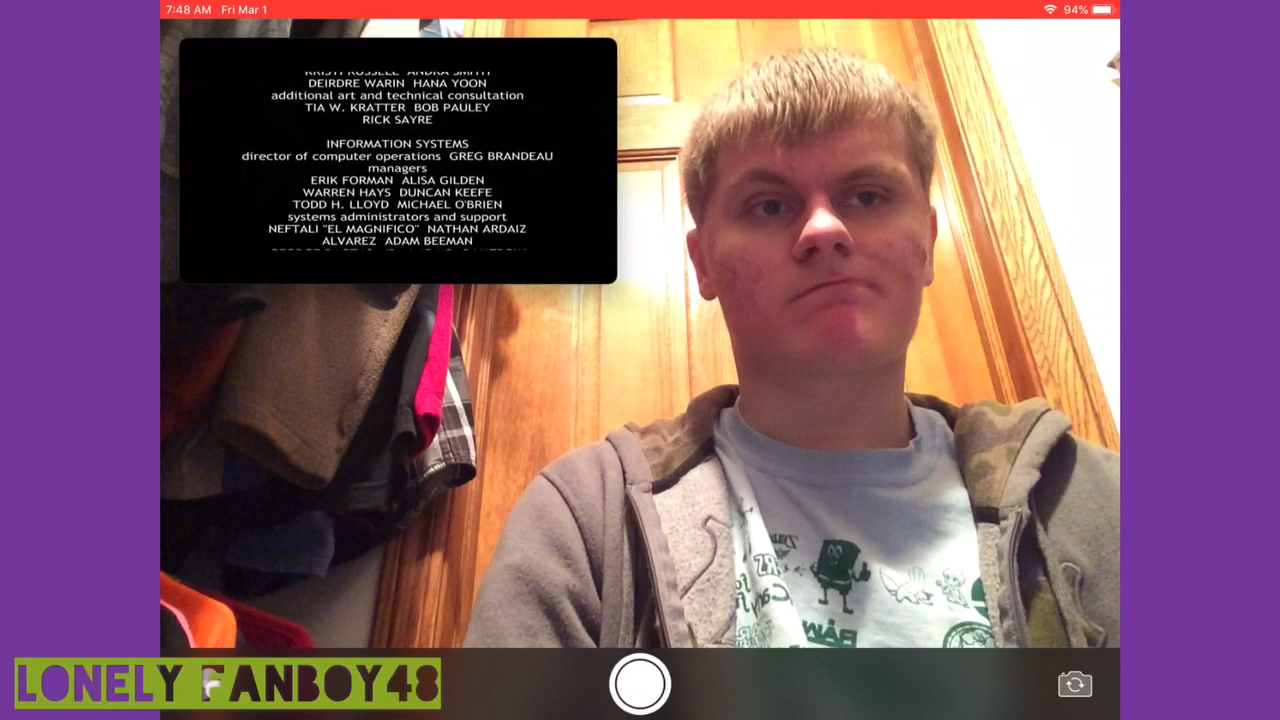 7:48 AM Fri Mar 1
94%
DEIRDRE WARIN HANA YOON
additional art and technical consultation
TIA W. KRATTER BOB PAULEY
RICK SAYRE
INFORMATION SYSTEMS
director of computer operations GREG BRANDEAU
managers
ERIK FORMAN ALISA GILDEN
WARREN HAYS DUNCAN KEEFE
TODD H. LLOYD MICHAEL O'BRIEN
systems administrators and support
NEFTALI "EL MAGNIFICO" NATHAN ARDAIZ
ALVAREZ ADAM BEEMAN
LONELY FANBOY48